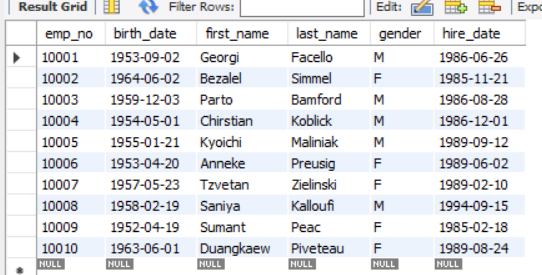 Result Grid Filter Rows: Edit: Expo
emp_no birth_date first_name last_name gender hire_date
10001 1953-09-02 Georgi Facello M 1986-06-26
10002 1964-06-02 Bezalel Simmel F 1985-11-21
10003 1959-12-03 Parto Bamford M 1986-08-28
10004 1954-05-01 Chirstian Koblick M 1986-12-01
10005 1955-01-21 Kyoichi Maliniak M 1989-09-12
10006 1953-04-20 Anneke Preusig F 1989-06-02
10007 1957-05-23 Tzvetan Zielinski F 1989-02-10
10008 1958-02-19 Saniya Kalloufi M 1994-09-15
10009 1952-04-19 Sumant Peac F 1985-02-18
10010 1963-06-01 Duangkaew Piveteau F 1989-08-24
NULL NULL NULL NULL NULL NULL